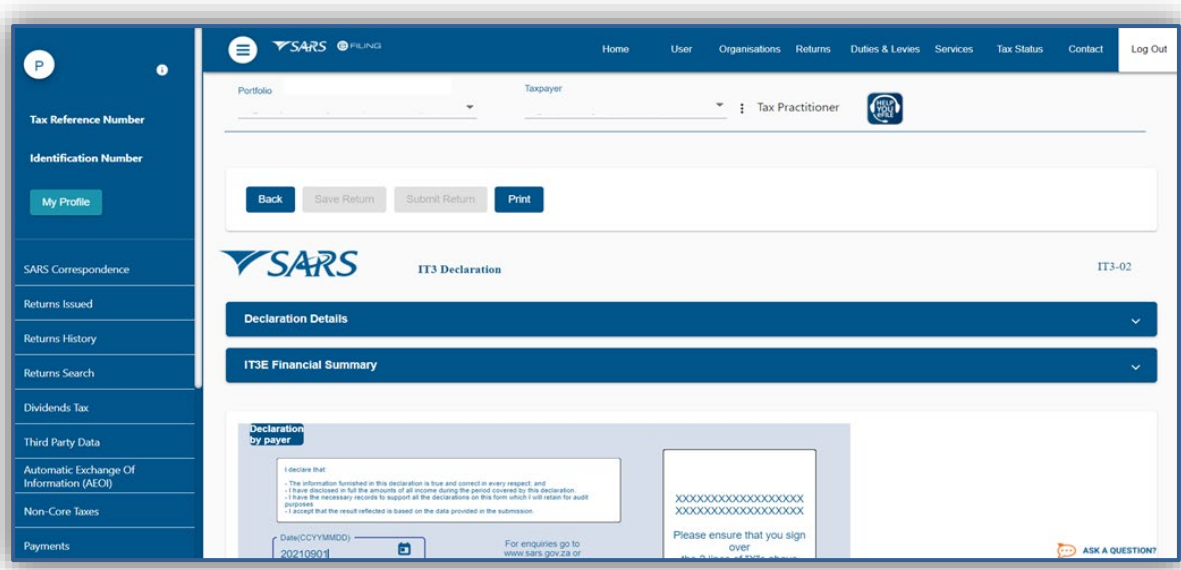 P
i
Tax Reference Number
Identification Number
My Profile
SARS Correspondence
Returns Issued
Returns History
Returns Search
Dividends Tax
Third Party Data
Automatic Exchange Of
Information (AEOI)
Non-Core Taxes
Payments
SARS eFILING
Home User Organisations Returns Duties & Levies Services Tax Status Contact Log Out
Portfolio
Taxpayer
Tax Practitioner
HELP YOU eFILE
Back Save Return Submit Return Print
SARS IT3 Declaration IT3-02
Declaration Details
IT3E Financial Summary
Declaration
by payer
I declare that:
- The information furnished in this declaration is true and correct in every respect, and
- I have disclosed in full the amounts of all income during the period covered by this declaration.
- I have the necessary records to support all the declarations on this form which I will retain for audit
purposes
- I accept that the result reflected is based on the data provided in the submission.
Date(CCYYMMDD)
20210901
For enquiries go to
www.sars.gov.za or
XXXXXXXXXXXXXXXXXX
XXXXXXXXXXXXXXXXXX
Please ensure that you sign
over
the 2 lines of "X"s above
ASK A QUESTION?